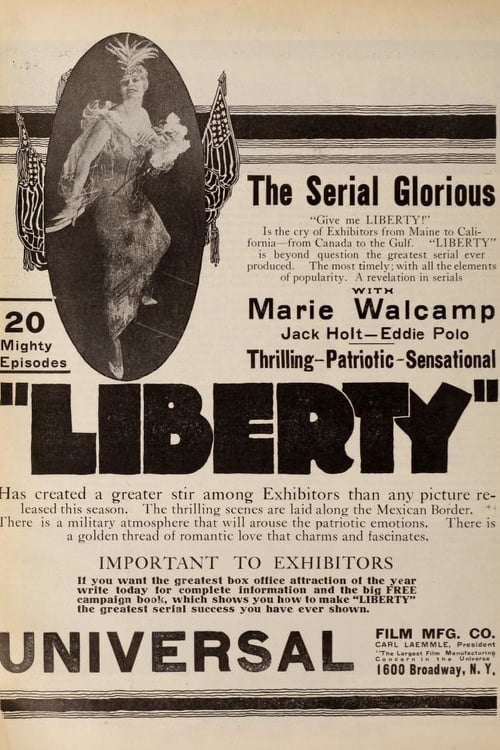 The Serial Glorious
"Give me LIBERTY!"
Is the cry of Exhibitors from Maine to Cali-
fornia—from Canada to the Gulf. "LIBERTY"
is beyond question the greatest serial ever
produced. The most timely; with all the elements
of popularity. A revelation in serials
WITH
Marie Walcamp
Jack Holt—Eddie Polo
Thrilling-Patriotic-Sensational
20
Mighty
Episodes
"LIBERTY"
Has created a greater stir among Exhibitors than any picture re-
leased this season. The thrilling scenes are laid along the Mexican Border.
There is a military atmosphere that will arouse the patriotic emotions. There is
a golden thread of romantic love that charms and fascinates.
IMPORTANT TO EXHIBITORS
If you want the greatest box office attraction of the year
write today for complete information and the big FREE
campaign book, which shows you how to make "LIBERTY"
the greatest serial success you have ever shown.
UNIVERSAL
FILM MFG. CO.
CARL LAEMMLE, President
"The Largest Film Manufacturing
Concern in the Universe"
1600 Broadway, N. Y.